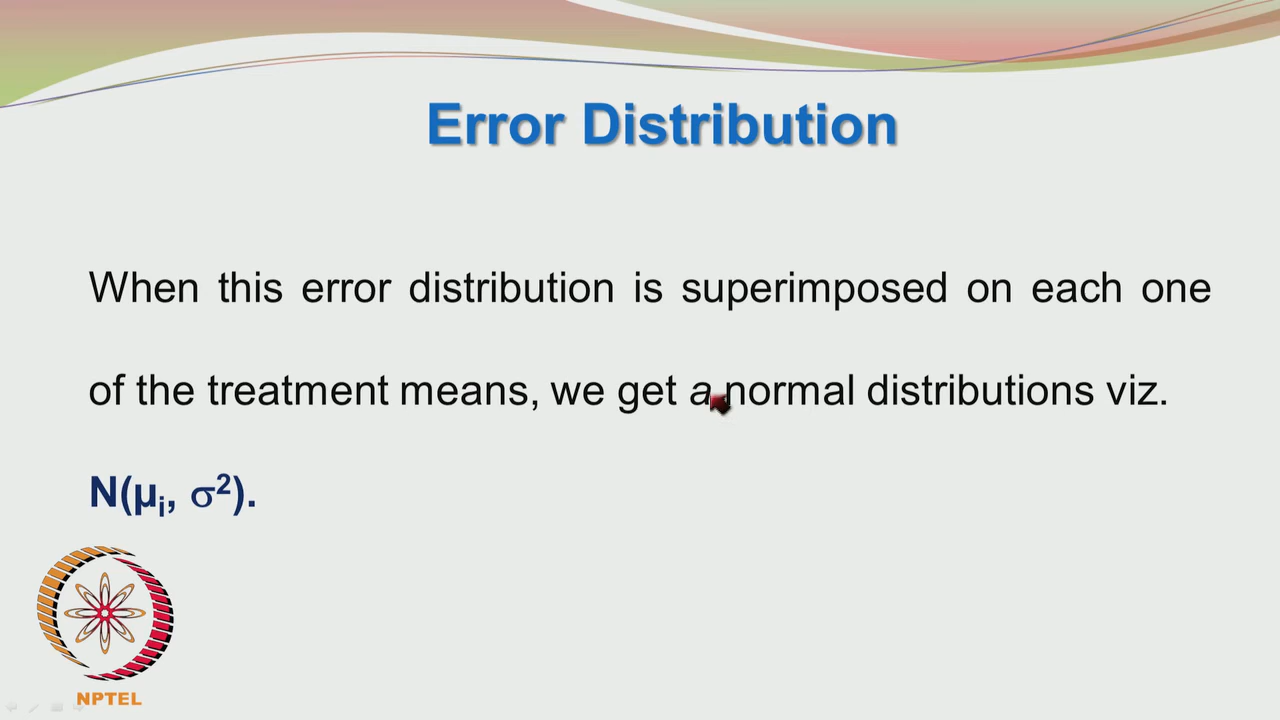 Error Distribution
When this error distribution is superimposed on each one
of the treatment means, we get a normal distributions viz.
N(μᵢ, σ²).
NPTEL